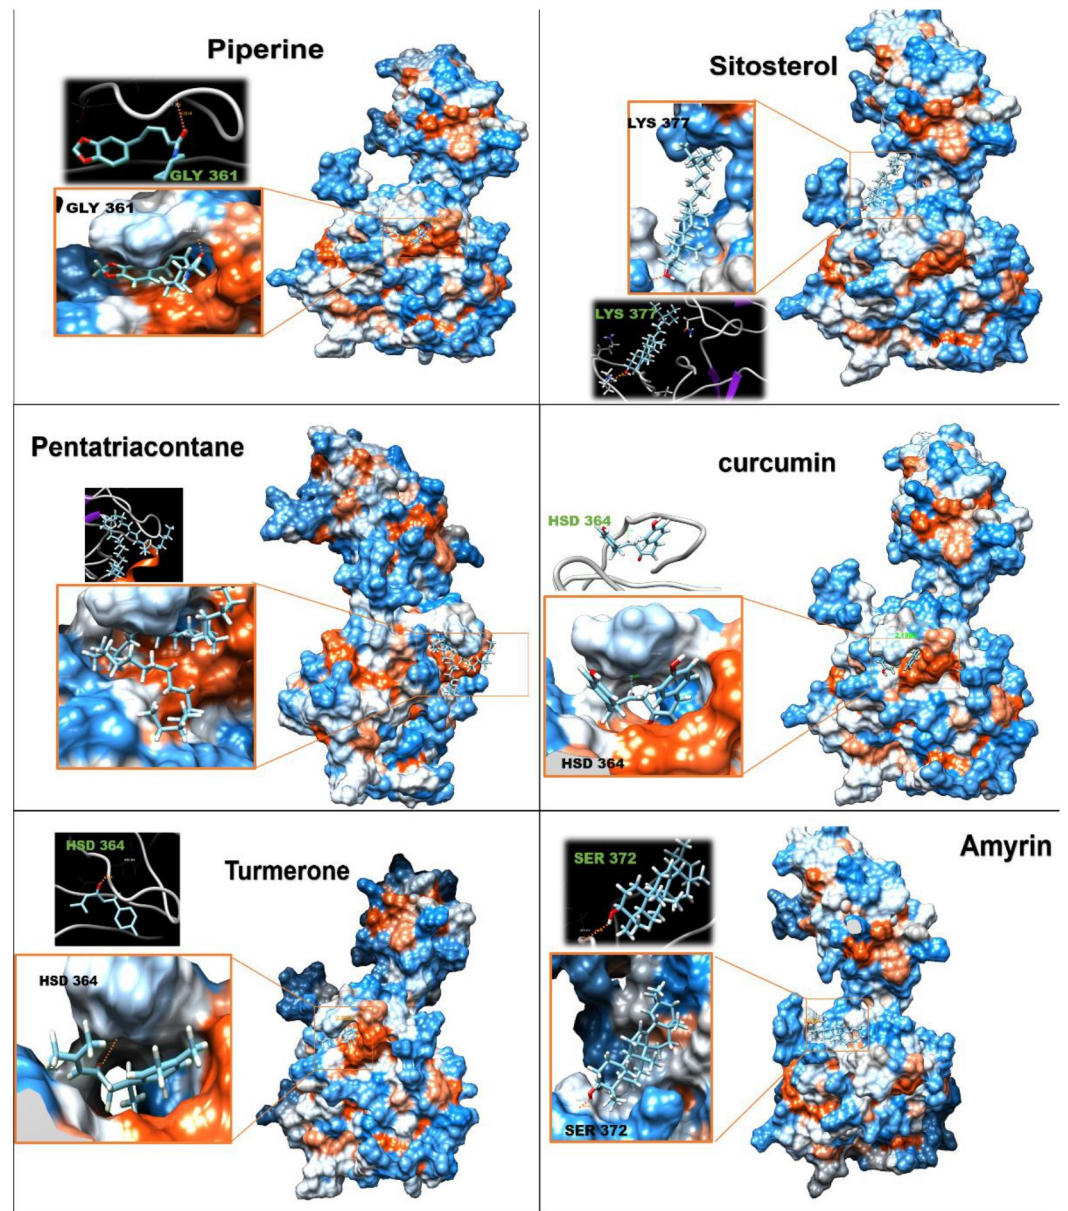 Piperine
GLY 361
GLY 361
Sitosterol
LYS 377
LYS 377
Pentatriacontane
curcumin
HSD 364
HSD 364
Turmerone
HSD 364
HSD 364
Amyrin
SER 372
SER 372